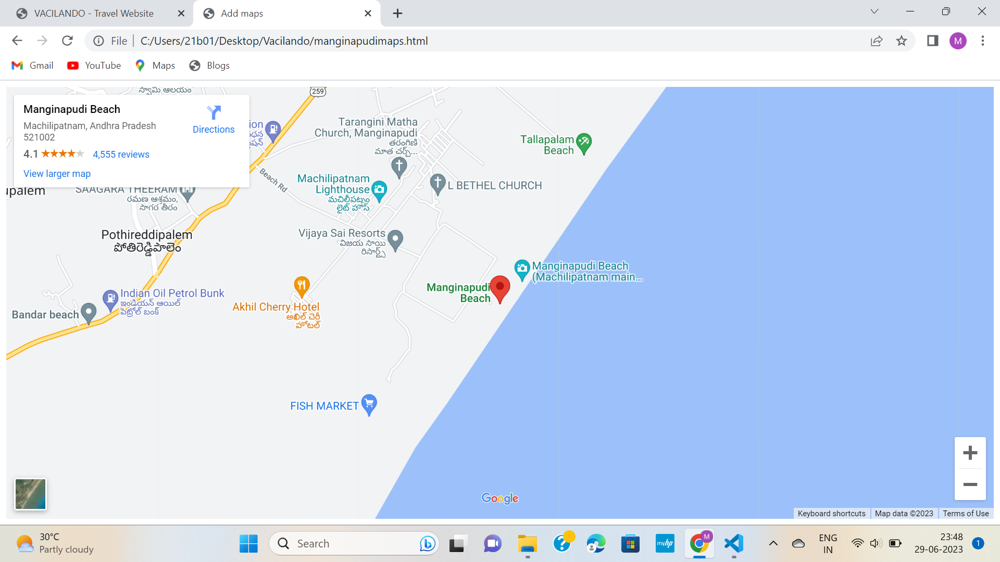 VACILANDO - Travel Website
Add maps
File
C:/Users/21b01/Desktop/Vacilando/manginapudimaps.html
M
Gmail
YouTube
Maps
Blogs
స్వామి ఆలయం
259
Manginapudi Beach
Directions
Machilipatnam, Andhra Pradesh
521002
4.1
4,555 reviews
View larger map
Tarangini Matha
Church, Manginapudi
తరంగిణి
మాత చర్చ్...
Tallapalam
Beach
Beach Rd
Machilipatnam
Lighthouse
మచిలీపట్నం
లైట్ హౌస్
L BETHEL CHURCH
SAAGARA THEERAM
రమణ ఆశ్రమం,
సాగర తీరం
Pothireddipalem
పోతిరెడ్డిపాలెం
Vijaya Sai Resorts
విజయ సాయి
రిసార్ట్స్
Manginapudi Beach
(Machilipatnam main...
Manginapudi
Beach
Indian Oil Petrol Bunk
ఇండియన్ ఆయిల్
పెట్రోల్ బంక్
Bandar beach
Akhil Cherry Hotel
అఖిల్ చెర్రీ
హోటల్
FISH MARKET
Google
Keyboard shortcuts
Map data ©2023
Terms of Use
30°C
Partly cloudy
Search
myhp
M
ENG
IN
23:48
29-06-2023
1